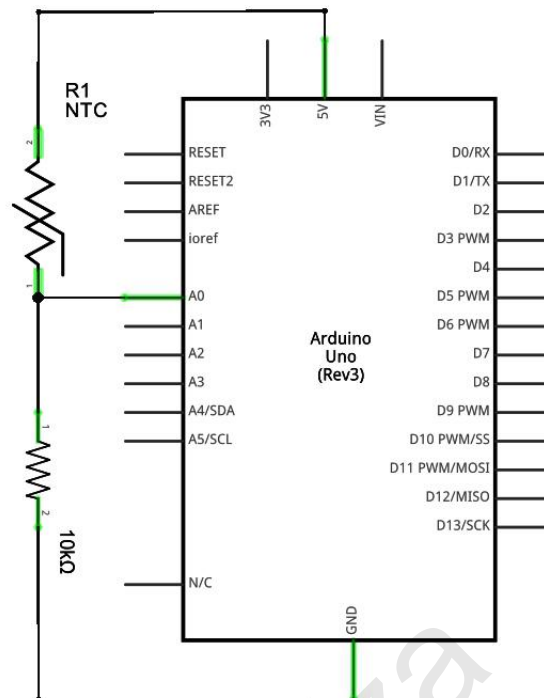 R1
NTC
2
1
1
2
10kΩ
3V3
5V
VIN
RESET
RESET2
AREF
ioref
A0
A1
A2
A3
A4/SDA
A5/SCL
N/C
Arduino
Uno
(Rev3)
D0/RX
D1/TX
D2
D3 PWM
D4
D5 PWM
D6 PWM
D7
D8
D9 PWM
D10 PWM/SS
D11 PWM/MOSI
D12/MISO
D13/SCK
GND